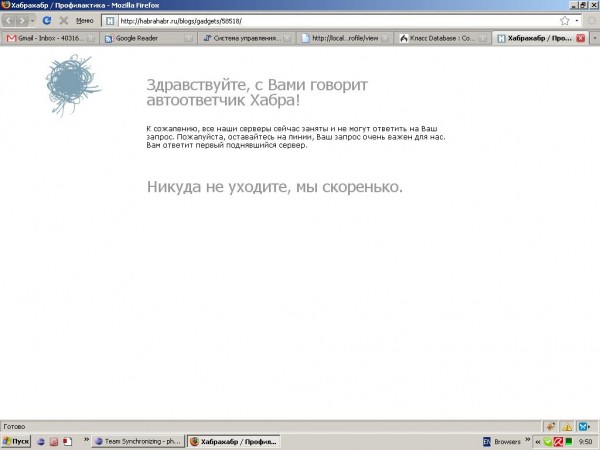 Хабрахабр / Профилактика - Mozilla Firefox
Меню
http://habrahabr.ru/blogs/gadgets/58518/
Gmail - Inbox - 40316...
Google Reader
Система управления...
http://local...rofile/view
Класс Database : Co...
Хабрахабр / Про...
Здравствуйте, с Вами говорит
автоответчик Хабра!
К сожалению, все наши серверы сейчас заняты и не могут ответить на Ваш
запрос. Пожалуйста, оставайтесь на линии, Ваш запрос очень важен для нас.
Вам ответит первый поднявшийся сервер.
Никуда не уходите, мы скоренько.
Готово
Пуск
Team Synchronizing - ph...
Хабрахабр / Профил...
EN
Browsers
9:50